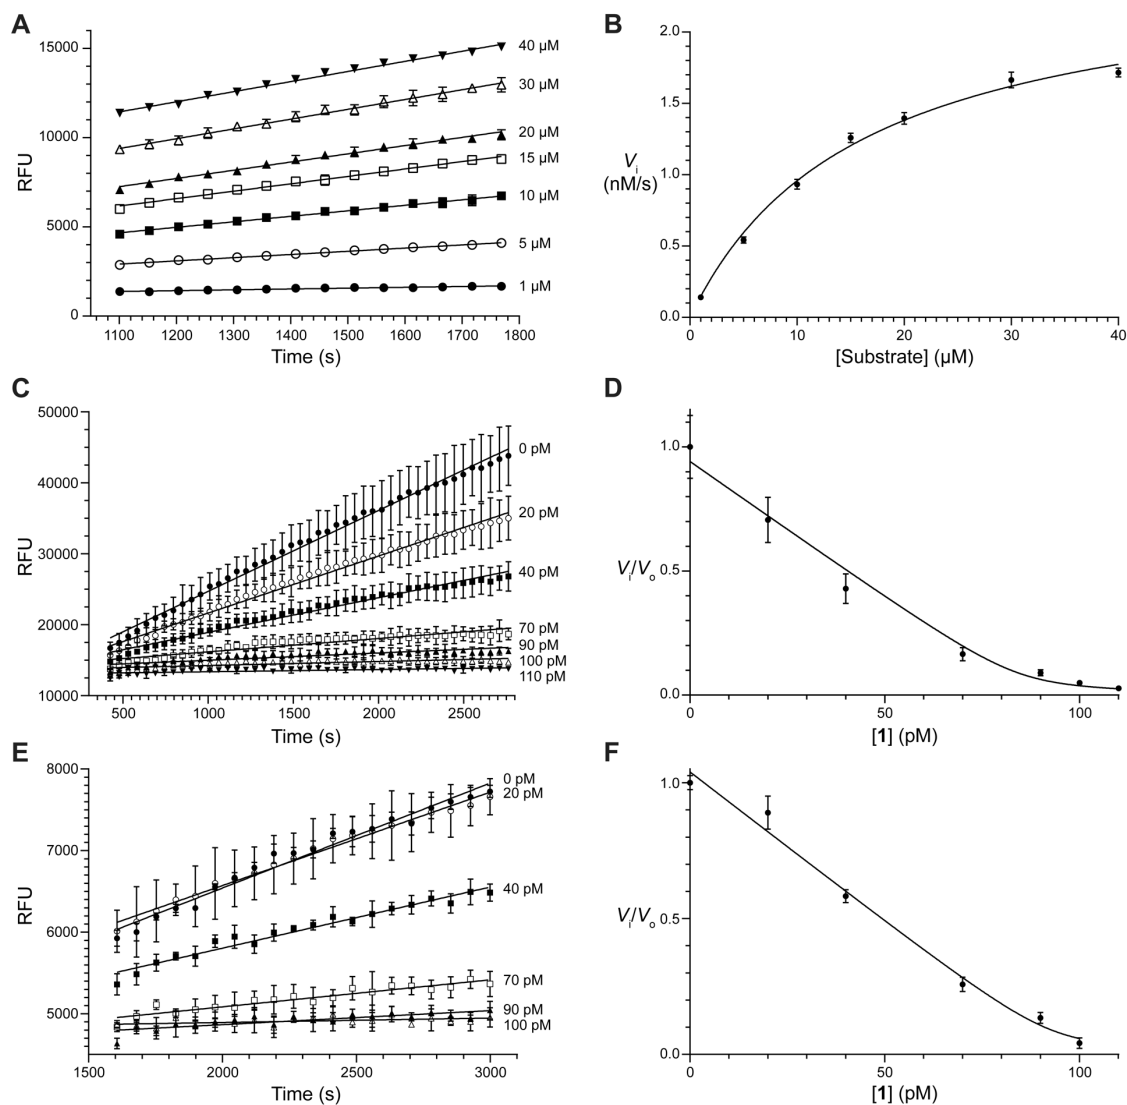 A
15000
10000
5000
0
RFU
40 µM
30 µM
20 µM
15 µM
10 µM
5 µM
1 µM
1100 1200 1300 1400 1500 1600 1700 1800
Time (s)
B
2.0
1.5
1.0
0.5
0.0
Vi
(nM/s)
0 10 20 30 40
[Substrate] (µM)
C
50000
40000
30000
20000
10000
RFU
0 pM
20 pM
40 pM
70 pM
90 pM
100 pM
110 pM
500 1000 1500 2000 2500
Time (s)
D
1.0
0.5
0.0
Vi/Vo
0 50 100
[1] (pM)
E
8000
7000
6000
5000
RFU
0 pM
20 pM
40 pM
70 pM
90 pM
100 pM
1500 2000 2500 3000
Time (s)
F
1.0
0.5
0.0
Vi/Vo
0 50 100
[1] (pM)